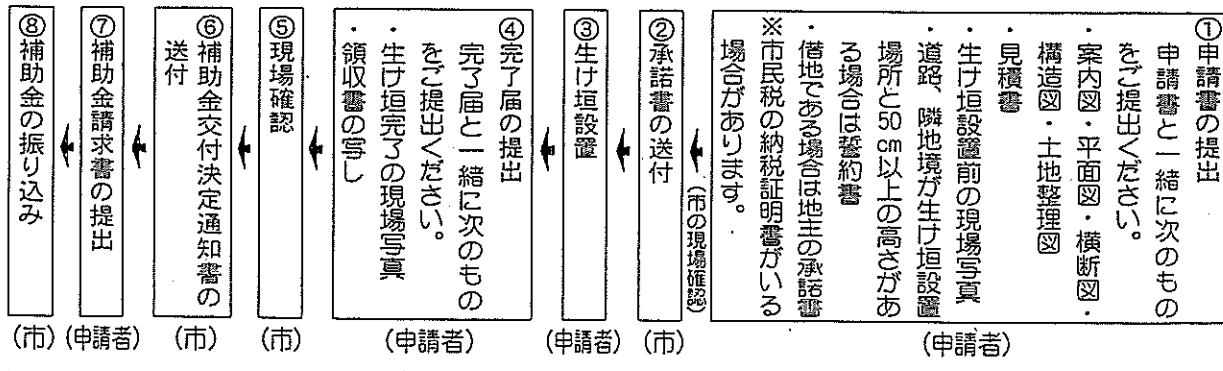 ①申請書の提出
申請書と一緒に次のもの
をご提出ください。
・案内図・平面図・横断図・
構造図・土地整理図
・見積書
・生け垣設置前の現場写真
・道路、隣地境が生け垣設置
場所と50cm以上の高さがあ
る場合は誓約書
・借地である場合は地主の承諾書
※市民税の納税証明書がいる
場合があります。
(申請者)
(市の現場確認)
②承諾書の送付
(市)
③生け垣設置
(申請者)
④完了届の提出
完了届と一緒に次のもの
をご提出ください。
・生け垣完了の現場写真
・領収書の写し
(申請者)
⑤現場確認
(市)
⑥補助金交付決定通知書の
送付
(市)
⑦補助金請求書の提出
(申請者)
⑧補助金の振り込み
(市)